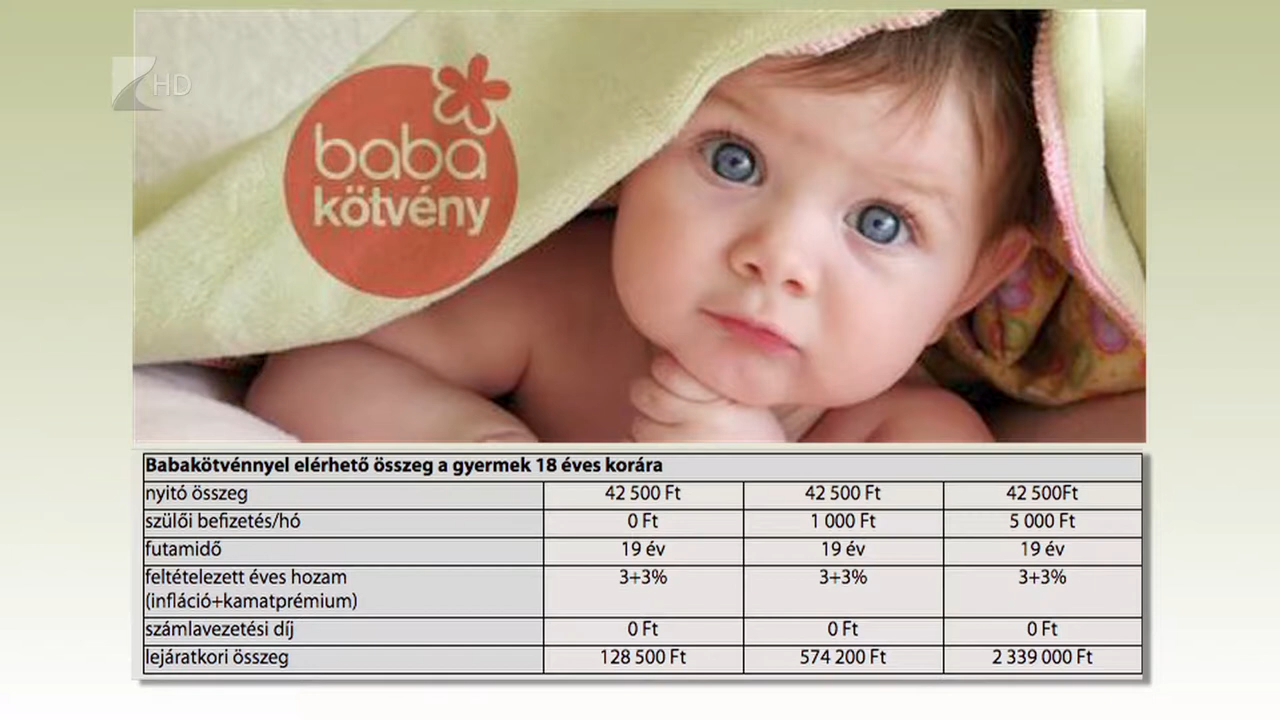 HD
baba
kötvény
Babakötvénnyel elérhető összeg a gyermek 18 éves korára
nyitó összeg 42 500 Ft 42 500 Ft 42 500Ft
szülői befizetés/hó 0 Ft 1 000 Ft 5 000 Ft
futamidő 19 év 19 év 19 év
feltételezett éves hozam 3+3% 3+3% 3+3%
(infláció+kamatprémium)
számlavezetési díj 0 Ft 0 Ft 0 Ft
lejáratkori összeg 128 500 Ft 574 200 Ft 2 339 000 Ft